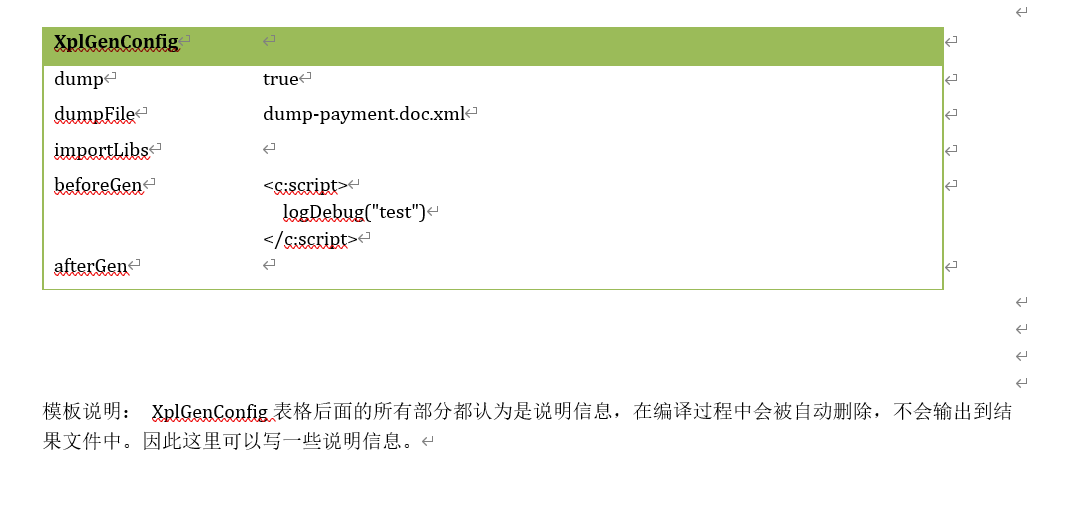 XplGenConfig
dump true
dumpFile dump-payment.doc.xml
importLibs
beforeGen <c:script>
logDebug("test")
</c:script>
afterGen
模板说明： XplGenConfig 表格后面的所有部分都认为是说明信息，在编译过程中会被自动删除，不会输出到结
果文件中。因此这里可以写一些说明信息。